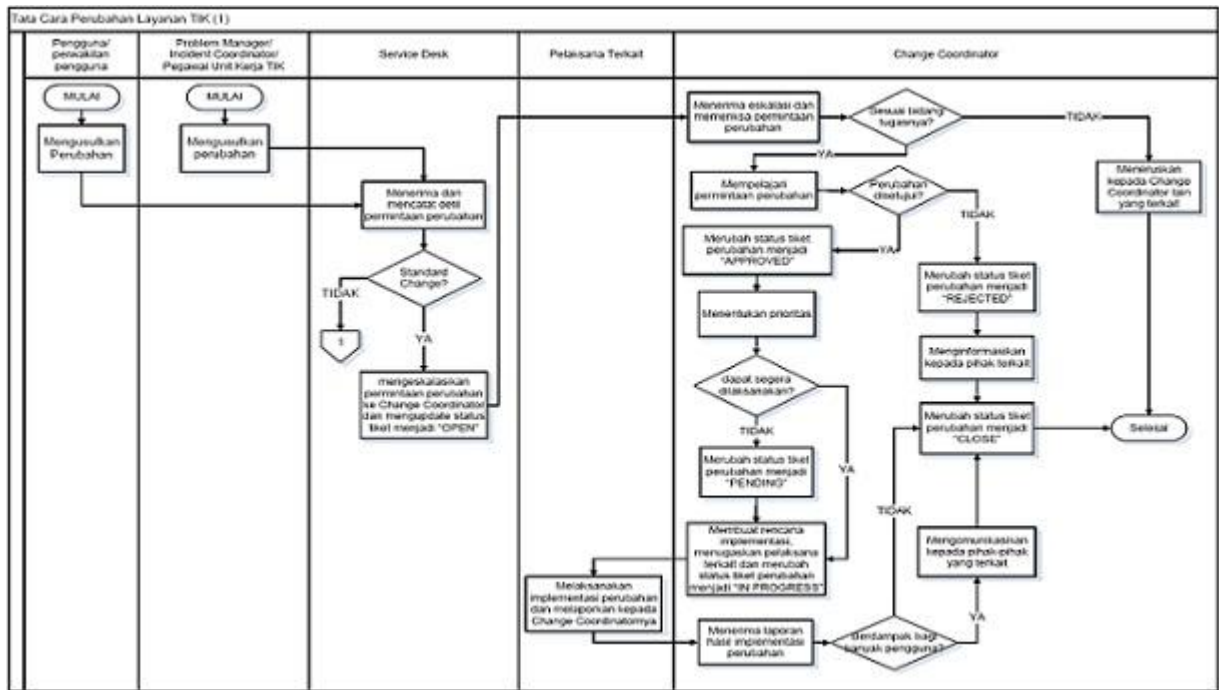 Tata Cara Perubahan Layanan TIK (1)
Pengguna/
perwakilan
pengguna
Problem Manager/
Incident Coordinator/
Pegawai Unit Kerja TIK
Service Desk
Pelaksana Terkait
Change Coordinator
MULAI
Mengusulkan
Perubahan
MULAI
Mengusulkan
perubahan
Menerima dan
mencatat detil
permintaan perubahan
Standard
Change?
TIDAK
1
YA
mengeskalasikan
permintaan perubahan
ke Change Coordinator
dan mengupdate status
tiket menjadi "OPEN"
Menerima eskalasi dan
memeriksa permintaan
perubahan
Sesuai bidang
tugasnya?
TIDAK
Meneruskan
kepada Change
Coordinator lain
yang terkait
YA
Mempelajari
permintaan perubahan
Perubahan
disetujui?
TIDAK
YA
Merubah status tiket
perubahan menjadi
"APPROVED"
Merubah status tiket
perubahan menjadi
"REJECTED"
Menentukan prioritas
Menginformasikan
kepada pihak terkait
dapat segera
dilaksanakan?
TIDAK
YA
Merubah status tiket
perubahan menjadi
"PENDING"
Merubah status tiket
perubahan menjadi
"CLOSE"
Selesai
Membuat rencana
implementasi,
menugaskan pelaksana
terkait dan merubah
status tiket perubahan
menjadi "IN PROGRESS"
Melaksanakan
implementasi perubahan
dan melaporkan kepada
Change Coordinatornya
Menerima laporan
hasil implementasi
perubahan
Berdampak bagi
banyak pengguna?
TIDAK
YA
Mengomunikasikan
kepada pihak-pihak
yang terkait